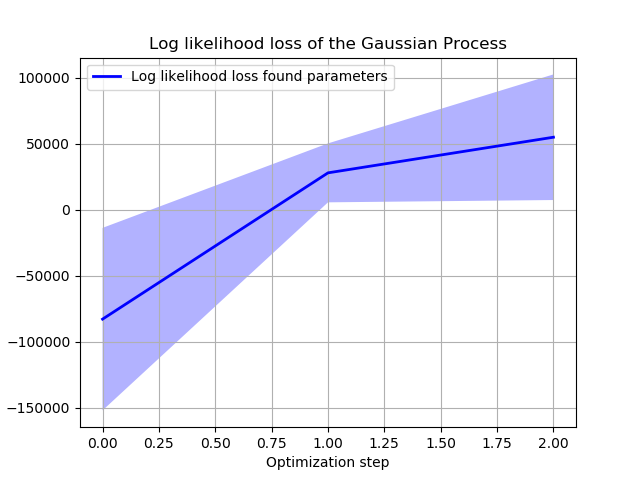 Log likelihood loss of the Gaussian Process
Log likelihood loss found parameters
100000
50000
0
−50000
−100000
−150000
0.00 0.25 0.50 0.75 1.00 1.25 1.50 1.75 2.00
Optimization step